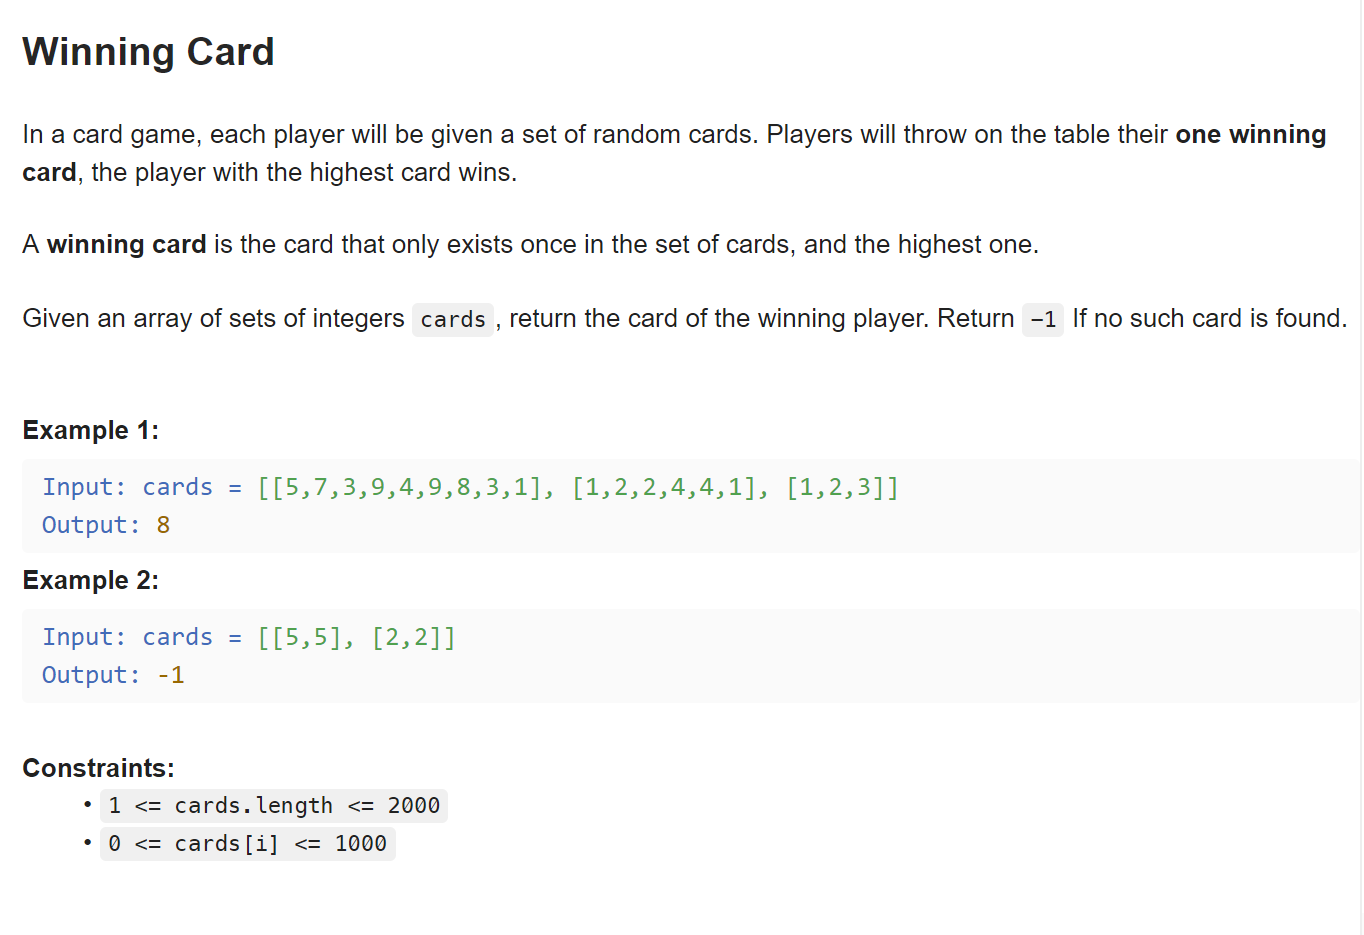 Winning Card
In a card game, each player will be given a set of random cards. Players will throw on the table their one winning
card, the player with the highest card wins.
A winning card is the card that only exists once in the set of cards, and the highest one.
Given an array of sets of integers cards, return the card of the winning player. Return -1 If no such card is found.
Example 1:
Input: cards = [[5,7,3,9,4,9,8,3,1], [1,2,2,4,4,1], [1,2,3]]
Output: 8
Example 2:
Input: cards = [[5,5], [2,2]]
Output: -1
Constraints:
• 1 <= cards.length <= 2000
• 0 <= cards[i] <= 1000